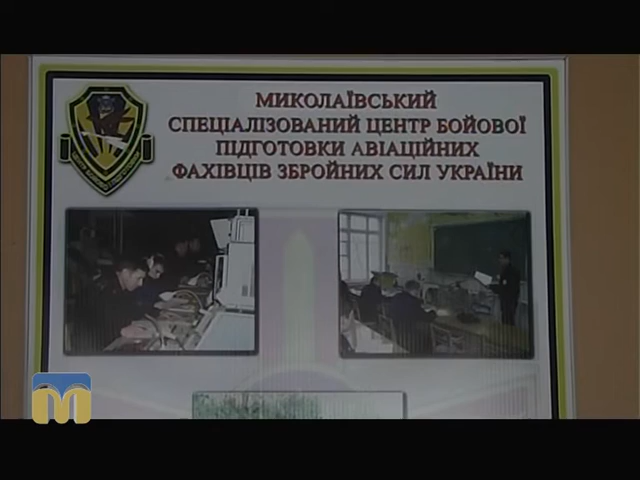 МИКОЛАЇВСЬКИЙ
СПЕЦІАЛІЗОВАНИЙ ЦЕНТР БОЙОВОЇ
ПІДГОТОВКИ АВІАЦІЙНИХ
ФАХІВЦІВ ЗБРОЙНИХ СИЛ УКРАЇНИ